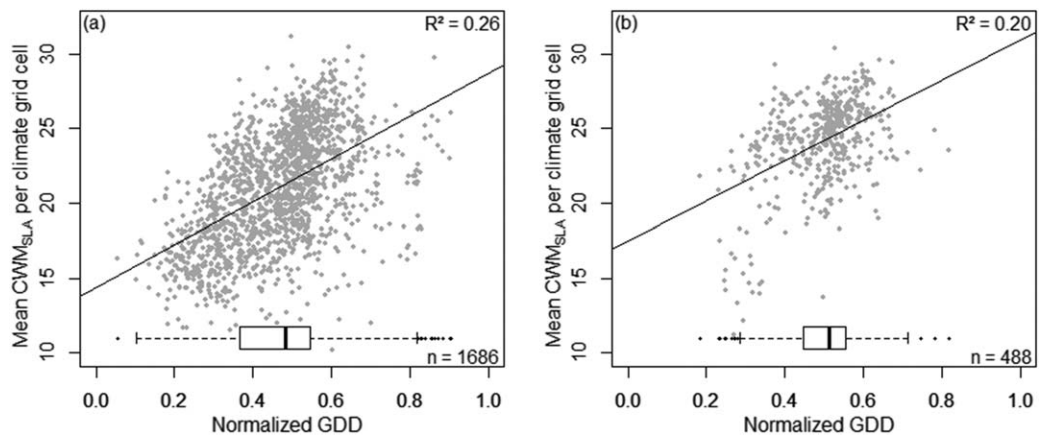 (a)
R² = 0.26
Mean CWM_SLA per climate grid cell
30
25
20
15
10
n = 1686
0.0 0.2 0.4 0.6 0.8 1.0
Normalized GDD
(b)
R² = 0.20
Mean CWM_SLA per climate grid cell
30
25
20
15
10
n = 488
0.0 0.2 0.4 0.6 0.8 1.0
Normalized GDD